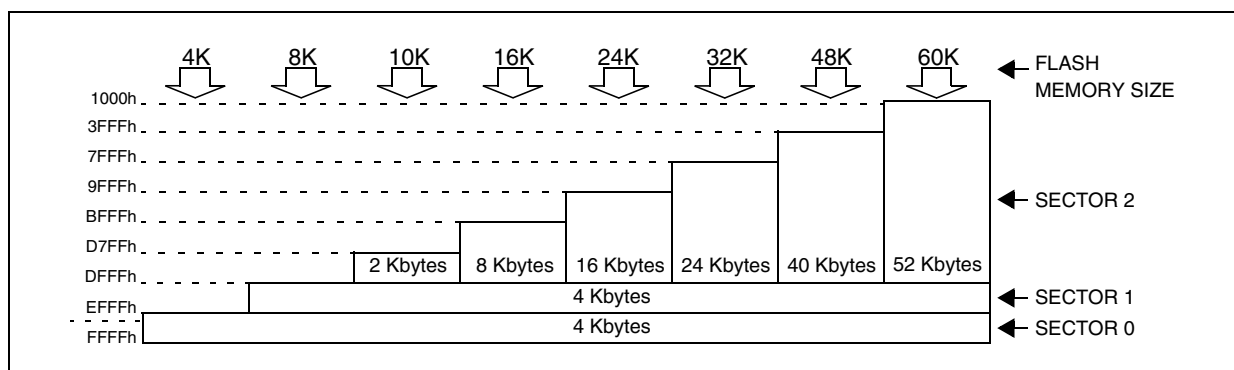 4K 8K 10K 16K 24K 32K 48K 60K FLASH
MEMORY SIZE
1000h
3FFFh
7FFFh
9FFFh
SECTOR 2
BFFFh
D7FFh
2 Kbytes 8 Kbytes 16 Kbytes 24 Kbytes 40 Kbytes 52 Kbytes
DFFFh
4 Kbytes SECTOR 1
EFFFh
4 Kbytes SECTOR 0
FFFFh